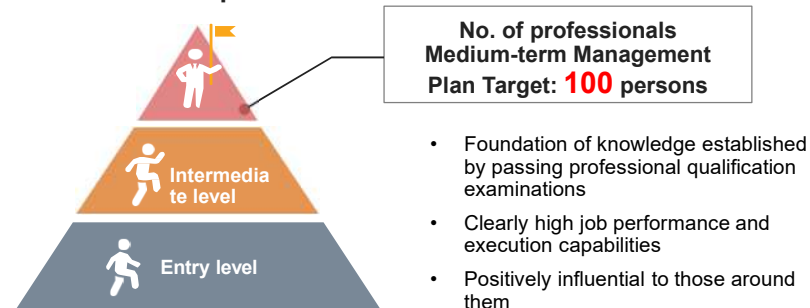 No. of professionals
Medium-term Management
Plan Target: 100 persons
Intermedia
te level
Entry level
• Foundation of knowledge established
by passing professional qualification
examinations
• Clearly high job performance and
execution capabilities
• Positively influential to those around
them